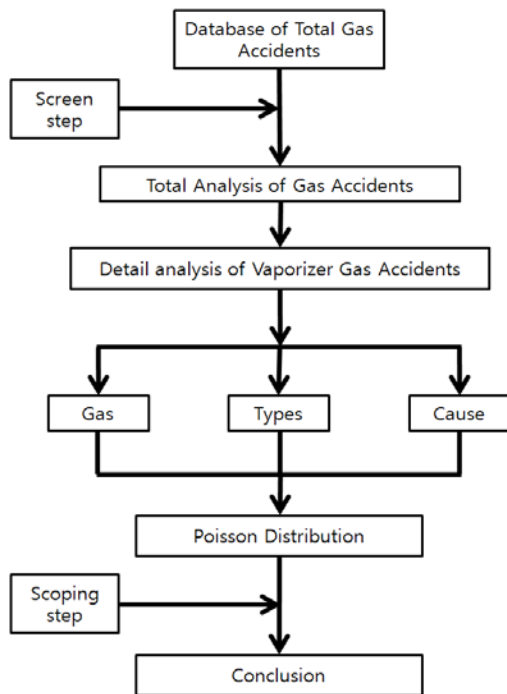 Database of Total Gas
Accidents
Screen
step
Total Analysis of Gas Accidents
Detail analysis of Vaporizer Gas Accidents
Gas
Types
Cause
Poisson Distribution
Scoping
step
Conclusion